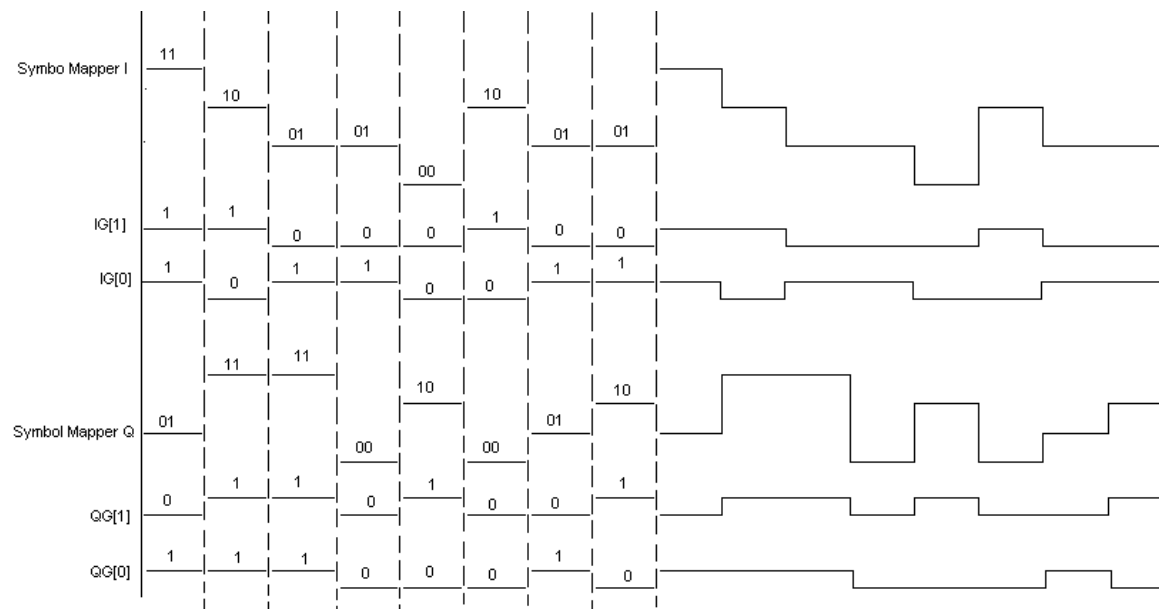 11
Symbo Mapper I
10 10
01 01 01 01
00
IG[1] 1 1 0 0 0 1 0 0
IG[0] 1 0 1 1 0 0 1 1
11 11
10 10
01 01
Symbol Mapper Q
00 00
QG[1] 0 1 1 0 1 0 0 1
QG[0] 1 1 1 0 0 0 1 0